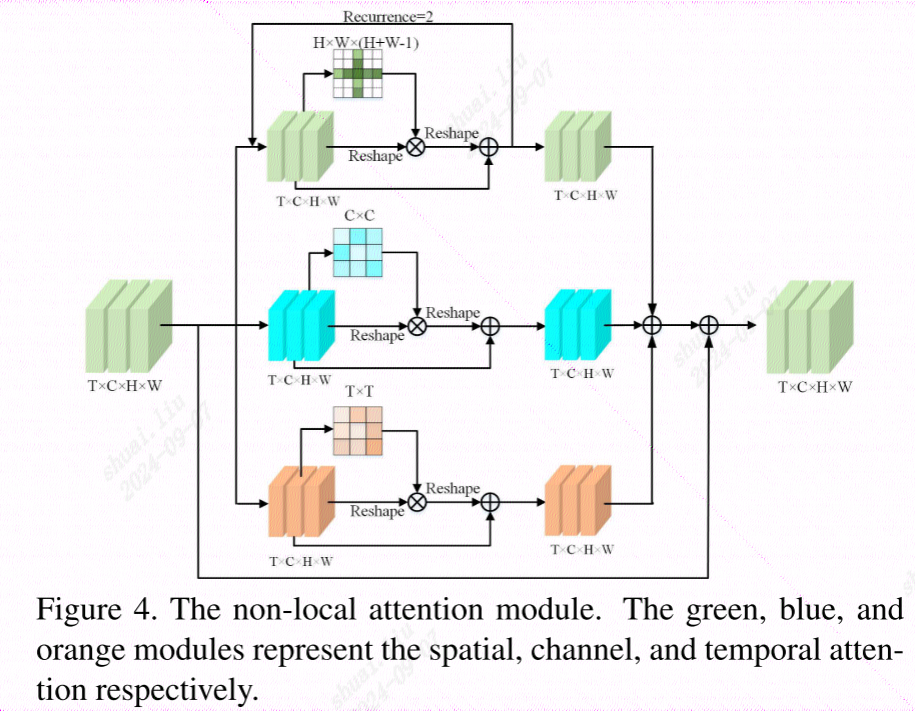 Recurrence=2
H×W×(H+W-1)
Reshape
Reshape
T×C×H×W
T×C×H×W
C×C
Reshape
Reshape
T×C×H×W
T×C×H×W
T×C×H×W
T×C×H×W
T×T
Reshape
Reshape
T×C×H×W
T×C×H×W
shuai.liu
2024-09-07
shuai.liu
2024-09-07
shuai.liu
2024-09-07
Figure 4. The non-local attention module. The green, blue, and
orange modules represent the spatial, channel, and temporal atten-
tion respectively.
shuai.liu
2024-09-07